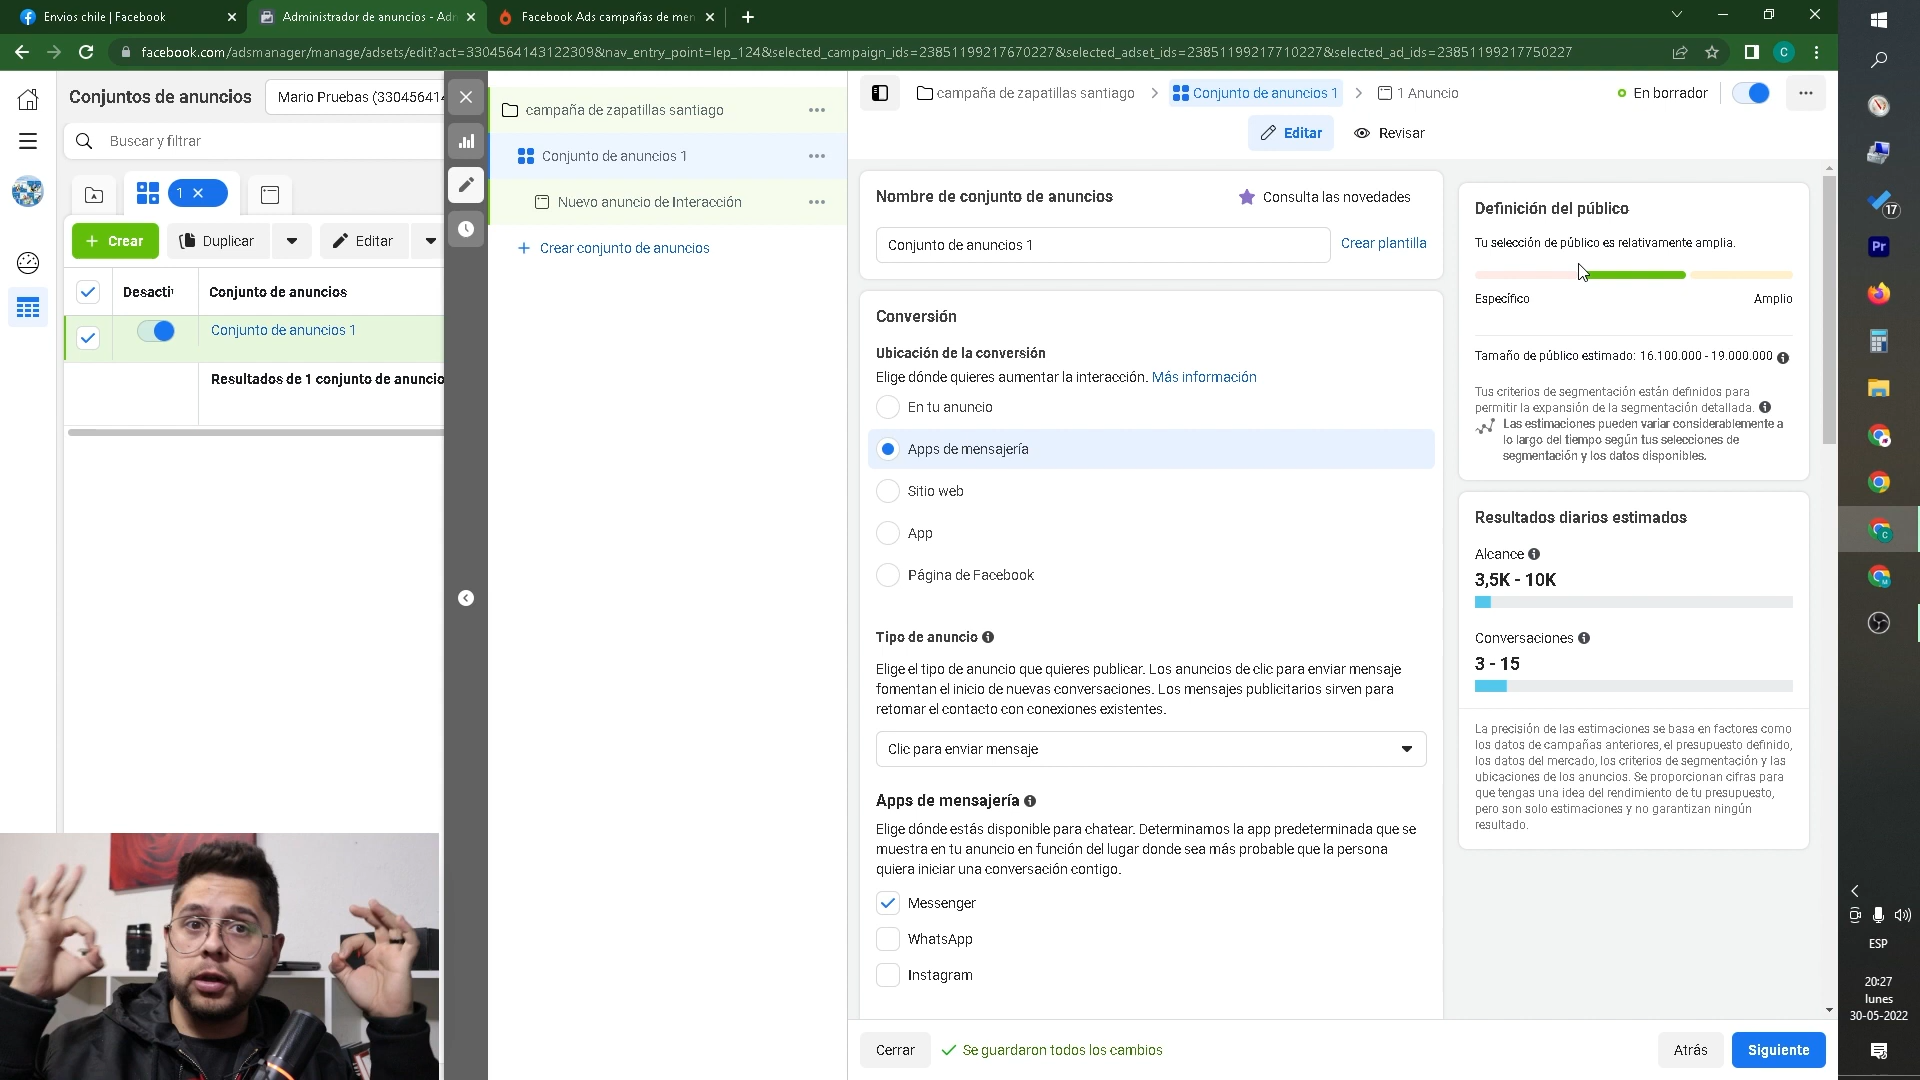 Envios chile | Facebook
Administrador de anuncios - Adr
Facebook Ads campañas de men
facebook.com/adsmanager/manage/adsets/edit?act=3304564143122309&nav_entry_point=lep_124&selected_campaign_ids=23851199217670227&selected_adset_ids=23851199217710227&selected_ad_ids=23851199217750227
C
Conjuntos de anuncios
Mario Pruebas (330456414
Buscar y filtrar
1
Crear
Duplicar
Editar
Desacti
Conjunto de anuncios
Conjunto de anuncios 1
Resultados de 1 conjunto de anuncio
campaña de zapatillas santiago
Conjunto de anuncios 1
Nuevo anuncio de Interacción
Crear conjunto de anuncios
campaña de zapatillas santiago
Conjunto de anuncios 1
1 Anuncio
En borrador
Editar
Revisar
Nombre de conjunto de anuncios
Consulta las novedades
Conjunto de anuncios 1
Crear plantilla
Conversión
Ubicación de la conversión
Elige dónde quieres aumentar la interacción. Más información
En tu anuncio
Apps de mensajería
Sitio web
App
Página de Facebook
Tipo de anuncio
Elige el tipo de anuncio que quieres publicar. Los anuncios de clic para enviar mensaje
fomentan el inicio de nuevas conversaciones. Los mensajes publicitarios sirven para
retomar el contacto con conexiones existentes.
Clic para enviar mensaje
Apps de mensajería
Elige dónde estás disponible para chatear. Determinamos la app predeterminada que se
muestra en tu anuncio en función del lugar donde sea más probable que la persona
quiera iniciar una conversación contigo.
Messenger
WhatsApp
Instagram
Cerrar
Se guardaron todos los cambios
Atrás
Siguiente
Definición del público
Tu selección de público es relativamente amplia.
Específico
Amplio
Tamaño de público estimado: 16.100.000 - 19.000.000
Tus criterios de segmentación están definidos para
permitir la expansión de la segmentación detallada.
Las estimaciones pueden variar considerablemente a
lo largo del tiempo según tus selecciones de
segmentación y los datos disponibles.
Resultados diarios estimados
Alcance
3,5K - 10K
Conversaciones
3 - 15
La precisión de las estimaciones se basa en factores como
los datos de campañas anteriores, el presupuesto definido,
los datos del mercado, los criterios de segmentación y las
ubicaciones de los anuncios. Se proporcionan cifras para
que tengas una idea del rendimiento de tu presupuesto,
pero son solo estimaciones y no garantizan ningún
resultado.
17
Pr
C
M
ESP
20:27
lunes
30-05-2022